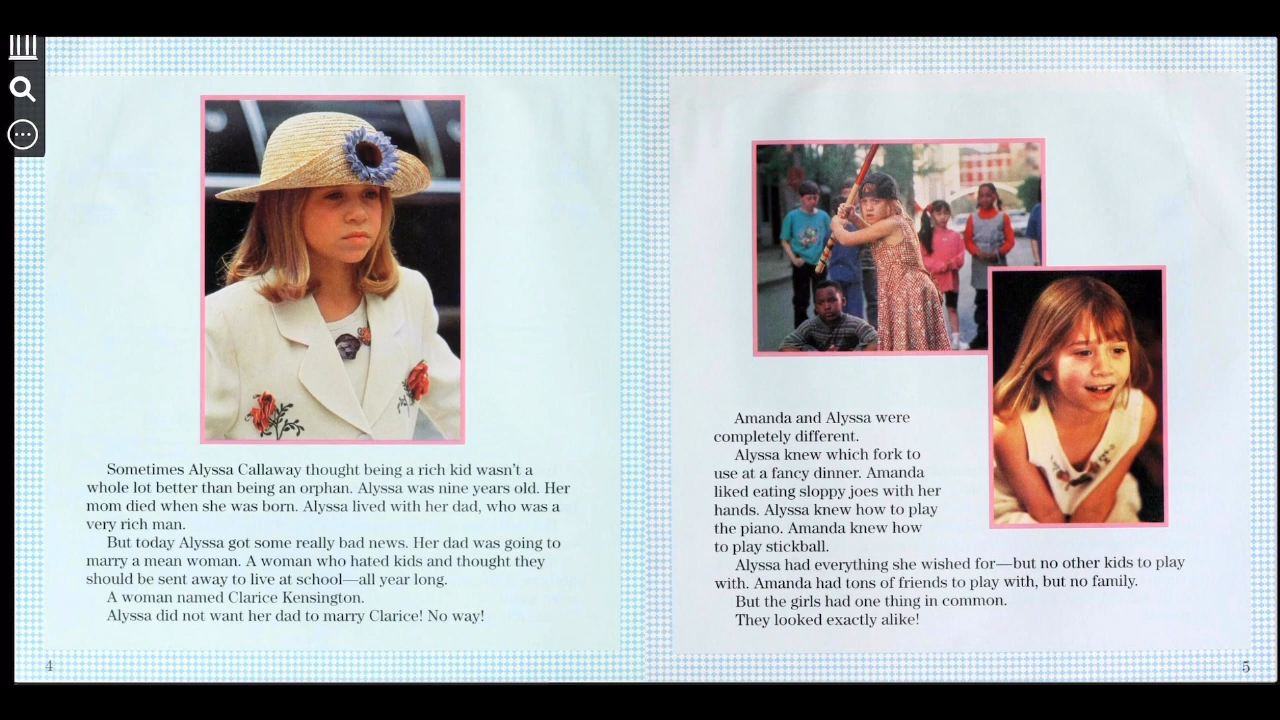 Sometimes Alyssa Callaway thought being a rich kid wasn't a
whole lot better than being an orphan. Alyssa was nine years old. Her
mom died when she was born. Alyssa lived with her dad, who was a
very rich man.
But today Alyssa got some really bad news. Her dad was going to
marry a mean woman. A woman who hated kids and thought they
should be sent away to live at school—all year long.
A woman named Clarice Kensington.
Alyssa did not want her dad to marry Clarice! No way!
4
Amanda and Alyssa were
completely different.
Alyssa knew which fork to
use at a fancy dinner. Amanda
liked eating sloppy joes with her
hands. Alyssa knew how to play
the piano. Amanda knew how
to play stickball.
Alyssa had everything she wished for—but no other kids to play
with. Amanda had tons of friends to play with, but no family.
But the girls had one thing in common.
They looked exactly alike!
5